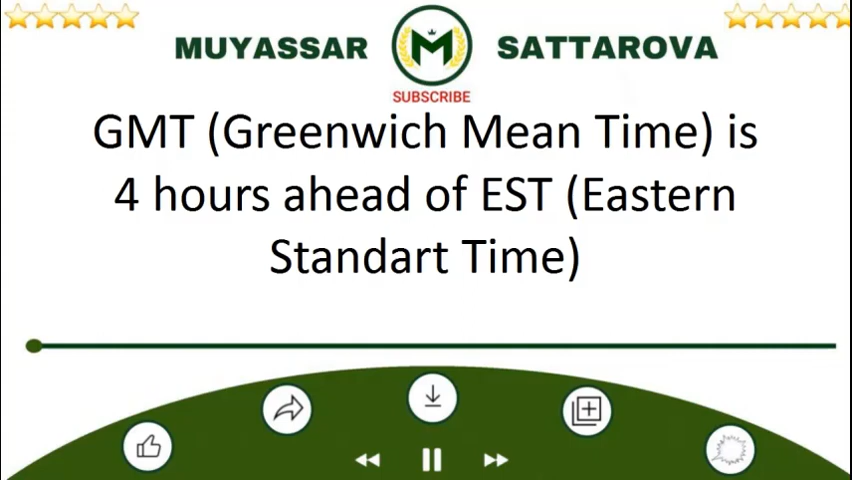 MUYASSAR M SATTAROVA
SUBSCRIBE
GMT (Greenwich Mean Time) is
4 hours ahead of EST (Eastern
Standart Time)